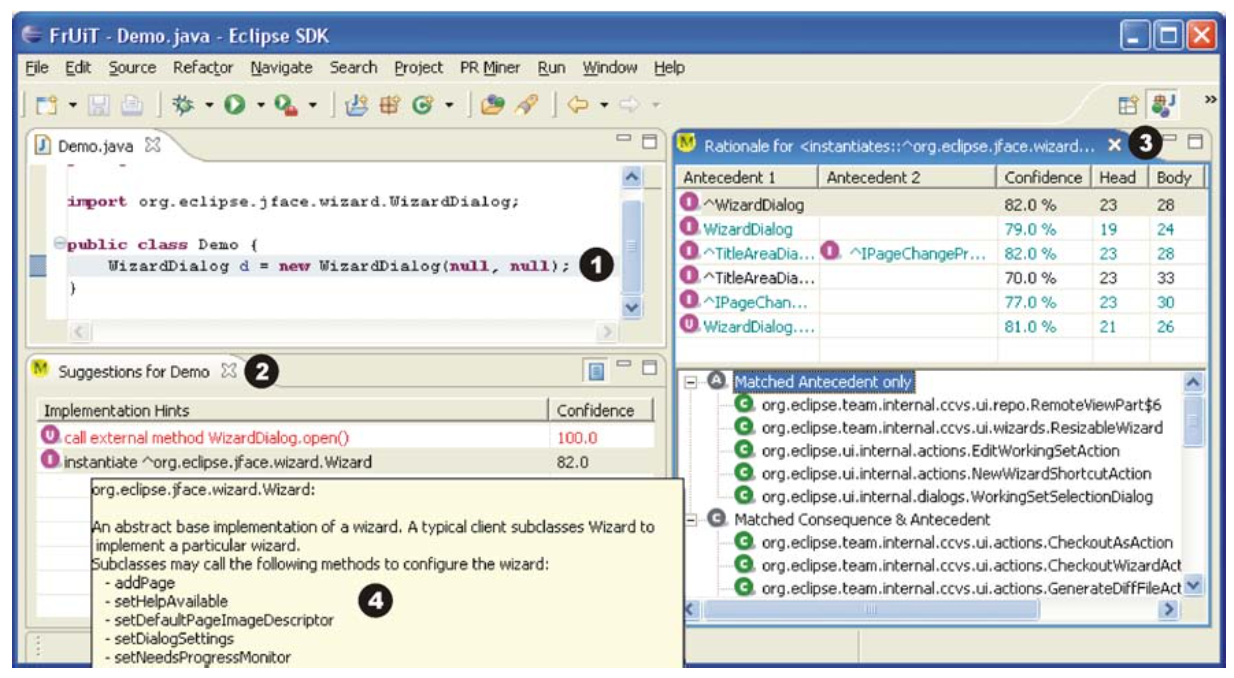 FrUiT - Demo.java - Eclipse SDK
File Edit Source Refactor Navigate Search Project PR Miner Run Window Help
Demo.java
import org.eclipse.jface.wizard.WizardDialog;
public class Demo {
WizardDialog d = new WizardDialog(null, null); 1
}
Suggestions for Demo 2
Implementation Hints Confidence
U call external method WizardDialog.open() 100.0
I instantiate ^org.eclipse.jface.wizard.Wizard 82.0
org.eclipse.jface.wizard.Wizard:
An abstract base implementation of a wizard. A typical client subclasses Wizard to
implement a particular wizard.
Subclasses may call the following methods to configure the wizard:
- addPage
- setHelpAvailable
- setDefaultPageImageDescriptor
- setDialogSettings
- setNeedsProgressMonitor
4
Rationale for <instantiates::^org.eclipse.jface.wizard... 3
Antecedent 1 Antecedent 2 Confidence Head Body
I ^WizardDialog 82.0 % 23 28
I WizardDialog 79.0 % 19 24
I ^TitleAreaDia... I ^IPageChangePr... 82.0 % 23 28
I ^TitleAreaDia... 70.0 % 23 33
I ^IPageChan... 77.0 % 23 30
U WizardDialog.... 81.0 % 21 26
A Matched Antecedent only
C org.eclipse.team.internal.ccvs.ui.repo.RemoteViewPart$6
C org.eclipse.team.internal.ccvs.ui.wizards.ResizableWizard
C org.eclipse.ui.internal.actions.EditWorkingSetAction
C org.eclipse.ui.internal.actions.NewWizardShortcutAction
C org.eclipse.ui.internal.dialogs.WorkingSetSelectionDialog
C Matched Consequence & Antecedent
C org.eclipse.team.internal.ccvs.ui.actions.CheckoutAsAction
C org.eclipse.team.internal.ccvs.ui.actions.CheckoutWizardAct
C org.eclipse.team.internal.ccvs.ui.actions.GenerateDiffFileAct